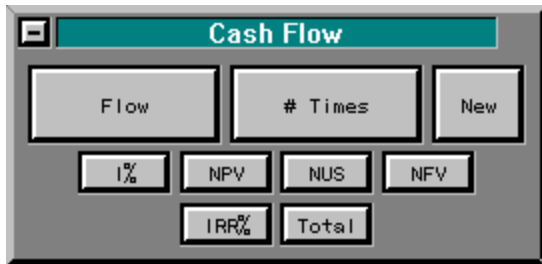 Cash Flow
Flow # Times New
I% NPV NUS NFV
IRR% Total